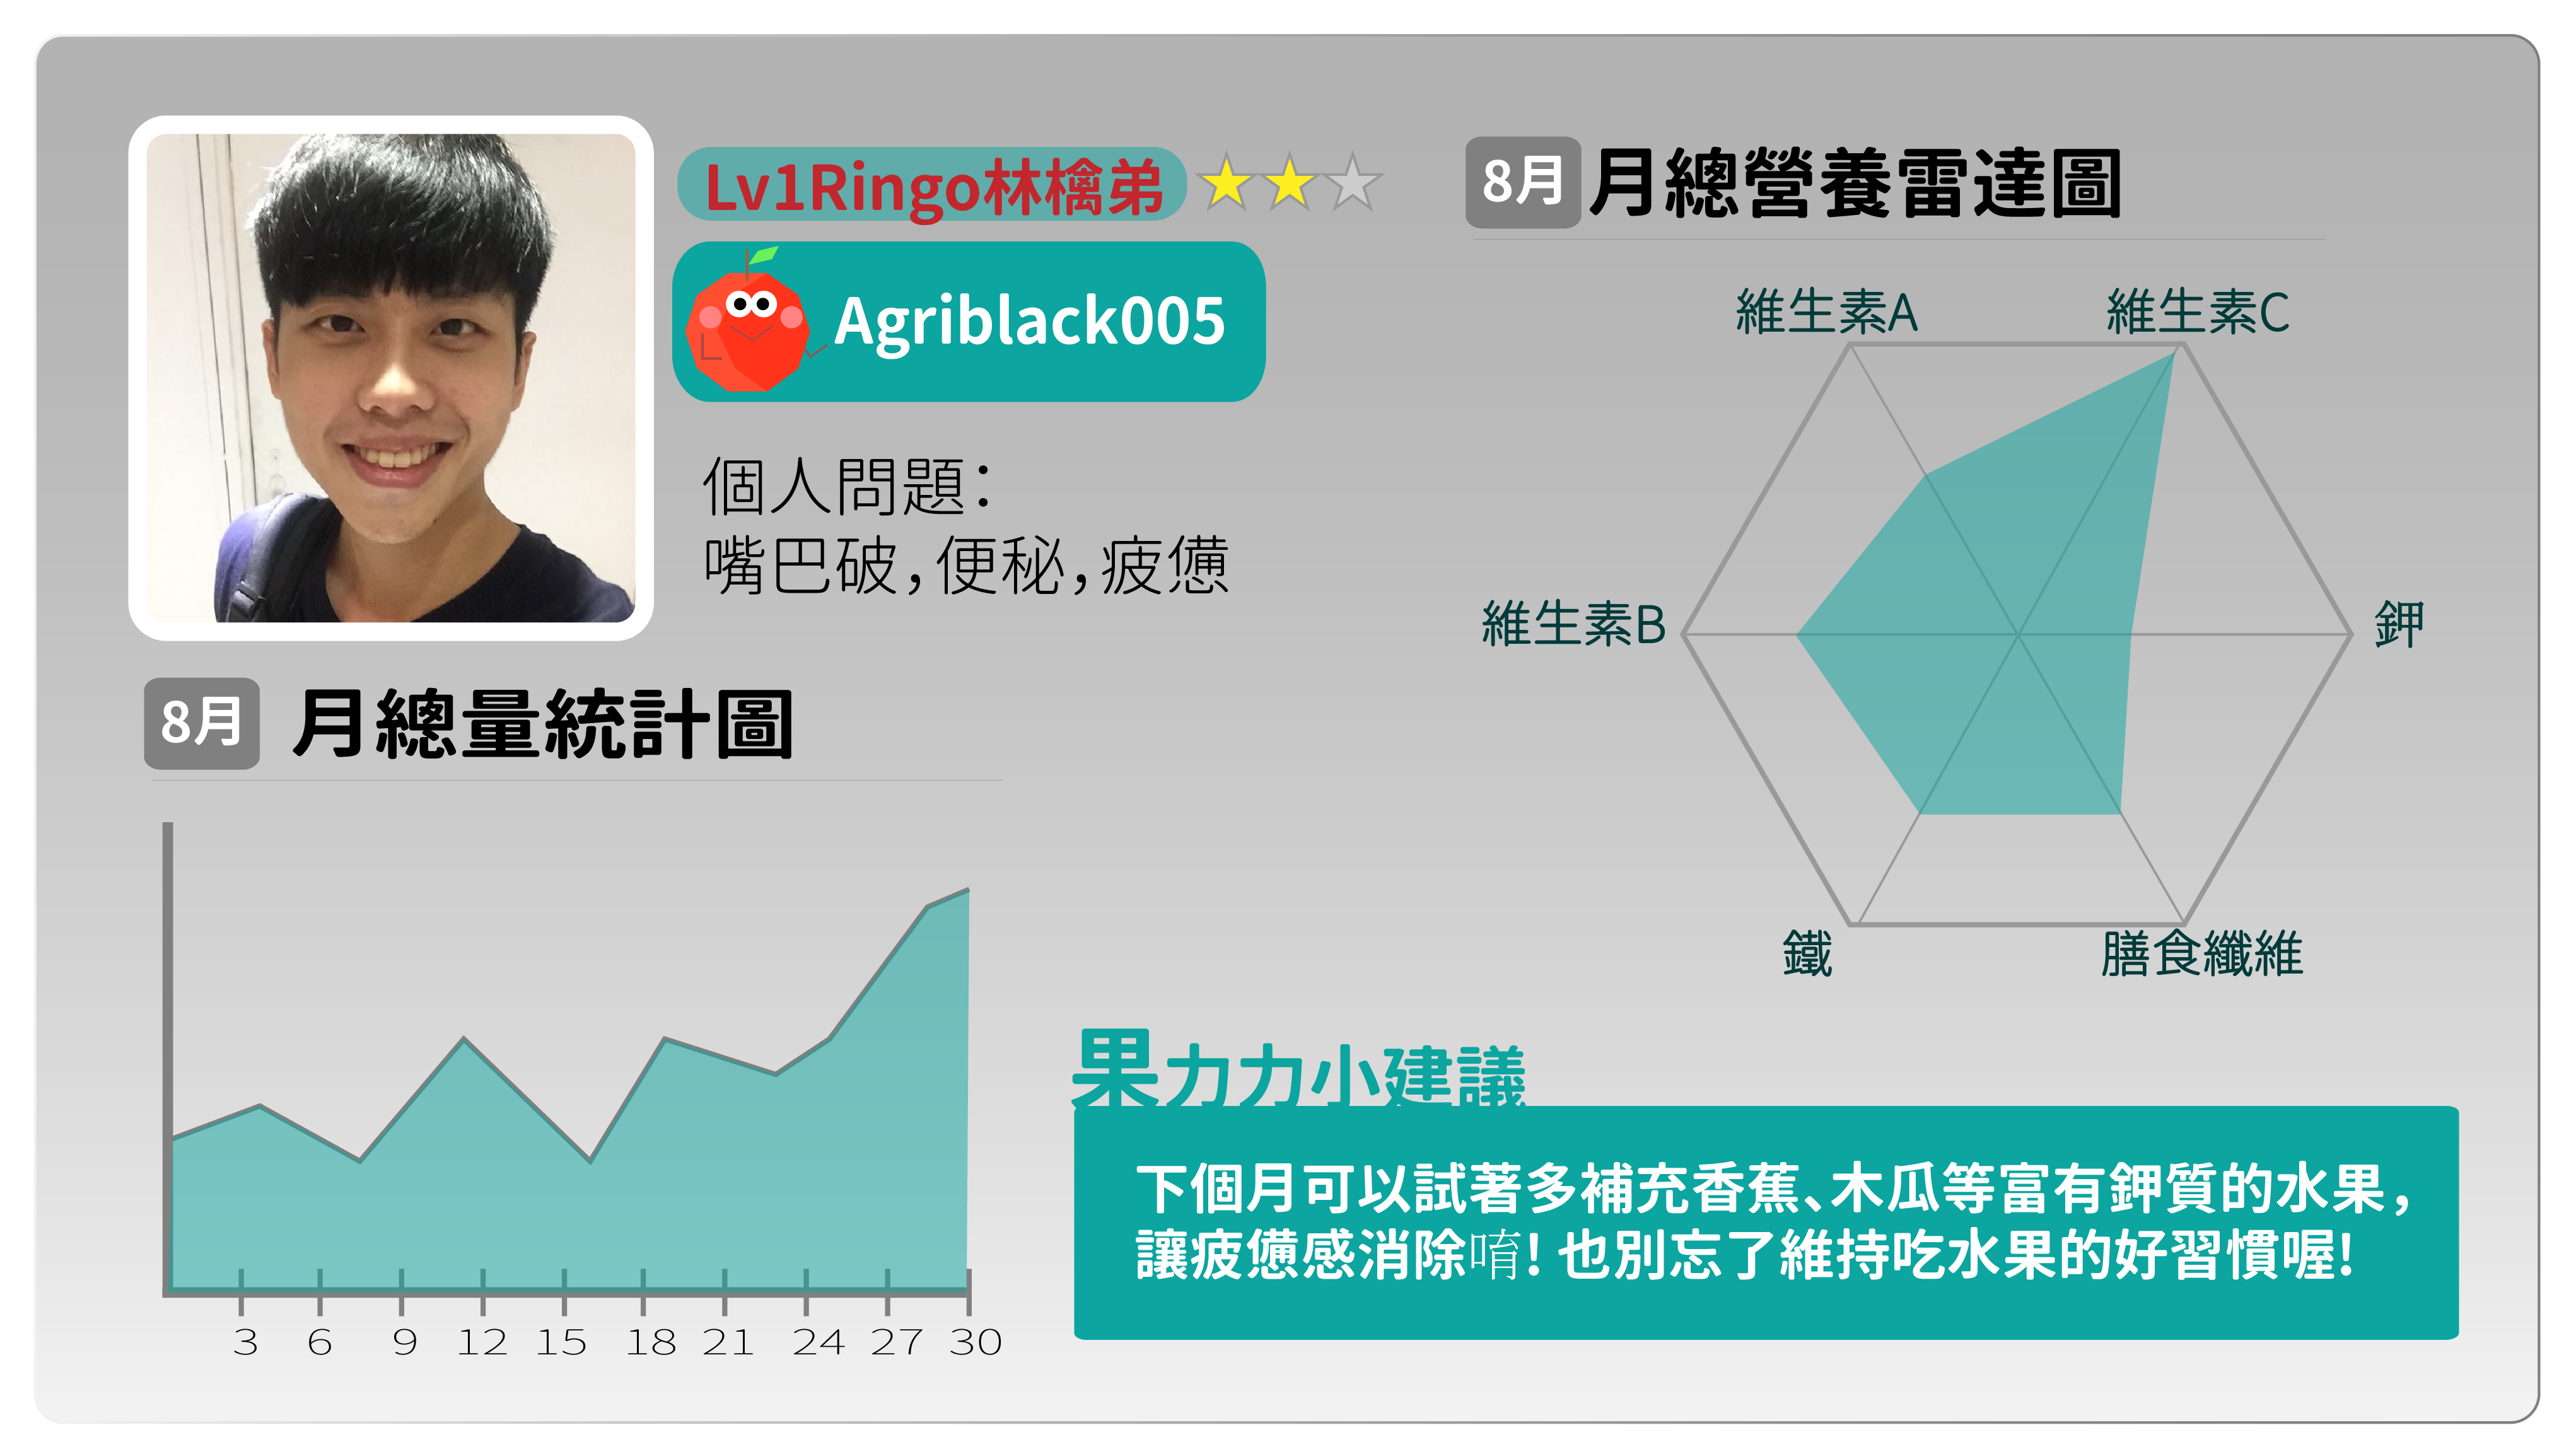 Lv1Ringo林檎弟
Agriblack005
個人問題：
嘴巴破，便秘，疲憊
8月 月總營養雷達圖
維生素A
維生素C
維生素B
鉀
鐵
膳食纖維
8月 月總量統計圖
3 6 9 12 15 18 21 24 27 30
果力力小建議
下個月可以試著多補充香蕉、木瓜等富有鉀質的水果，
讓疲憊感消除唷！也別忘了維持吃水果的好習慣喔！